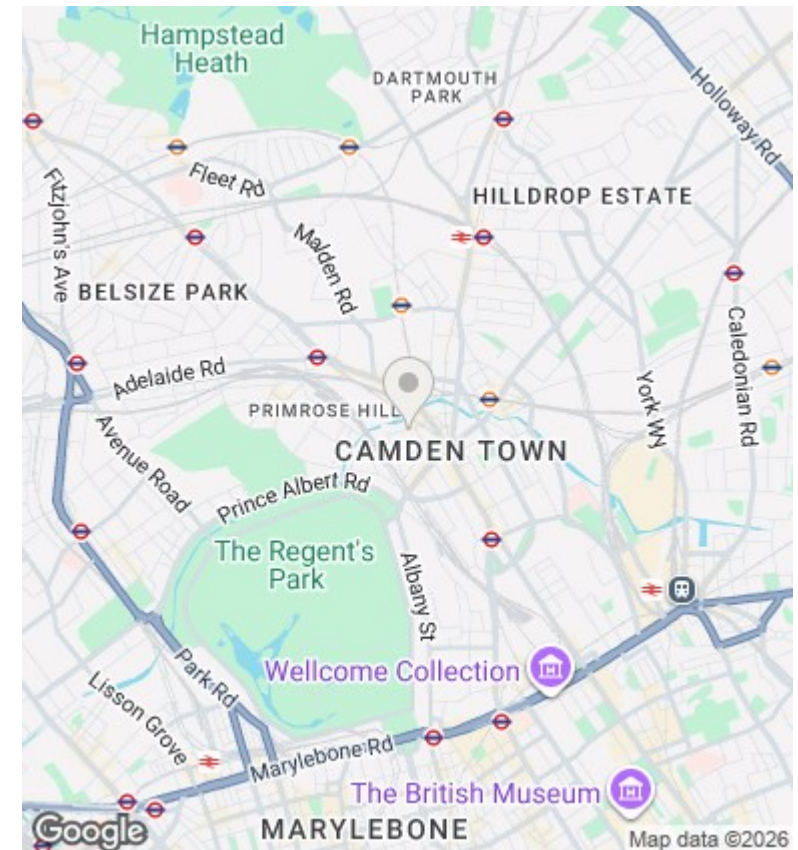 Hampstead
Heath
DARTMOUTH
PARK
Holloway Rd
Fleet Rd
Fitzjohn's Ave
HILLDROP ESTATE
Malden Rd
BELSIZE PARK
Caledonian Rd
Adelaide Rd
York Wy
PRIMROSE HILL
Avenue Road
CAMDEN TOWN
Prince Albert Rd
The Regent's
Park
Albany St
Wellcome Collection
Park Rd
Lisson Grove
Marylebone Rd
The British Museum
MARYLEBONE
Google
Map data ©2026